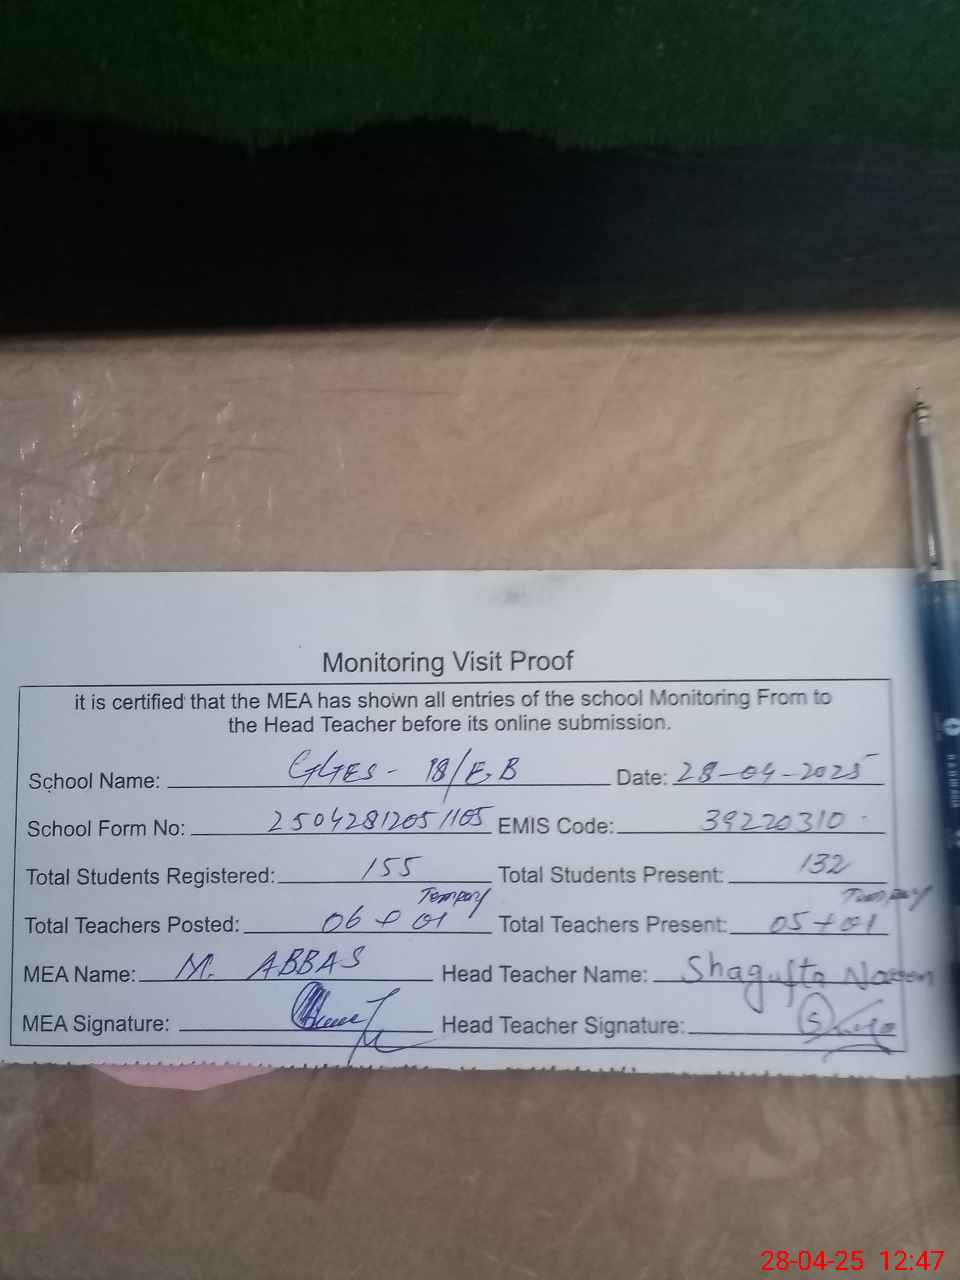 Monitoring Visit Proof
it is certified that the MEA has shown all entries of the school Monitoring From to
the Head Teacher before its online submission.
School Name: GGES - 18/E.B Date: 28-04-2025
School Form No: 25042812051105 EMIS Code: 39220310
Total Students Registered: 155 Total Students Present: 132
Total Teachers Posted: 06 + 01 Total Teachers Present: 05+01
MEA Name: M. ABBAS Head Teacher Name: Shagufta
MEA Signature: Head Teacher Signature:
28-04-25 12:47